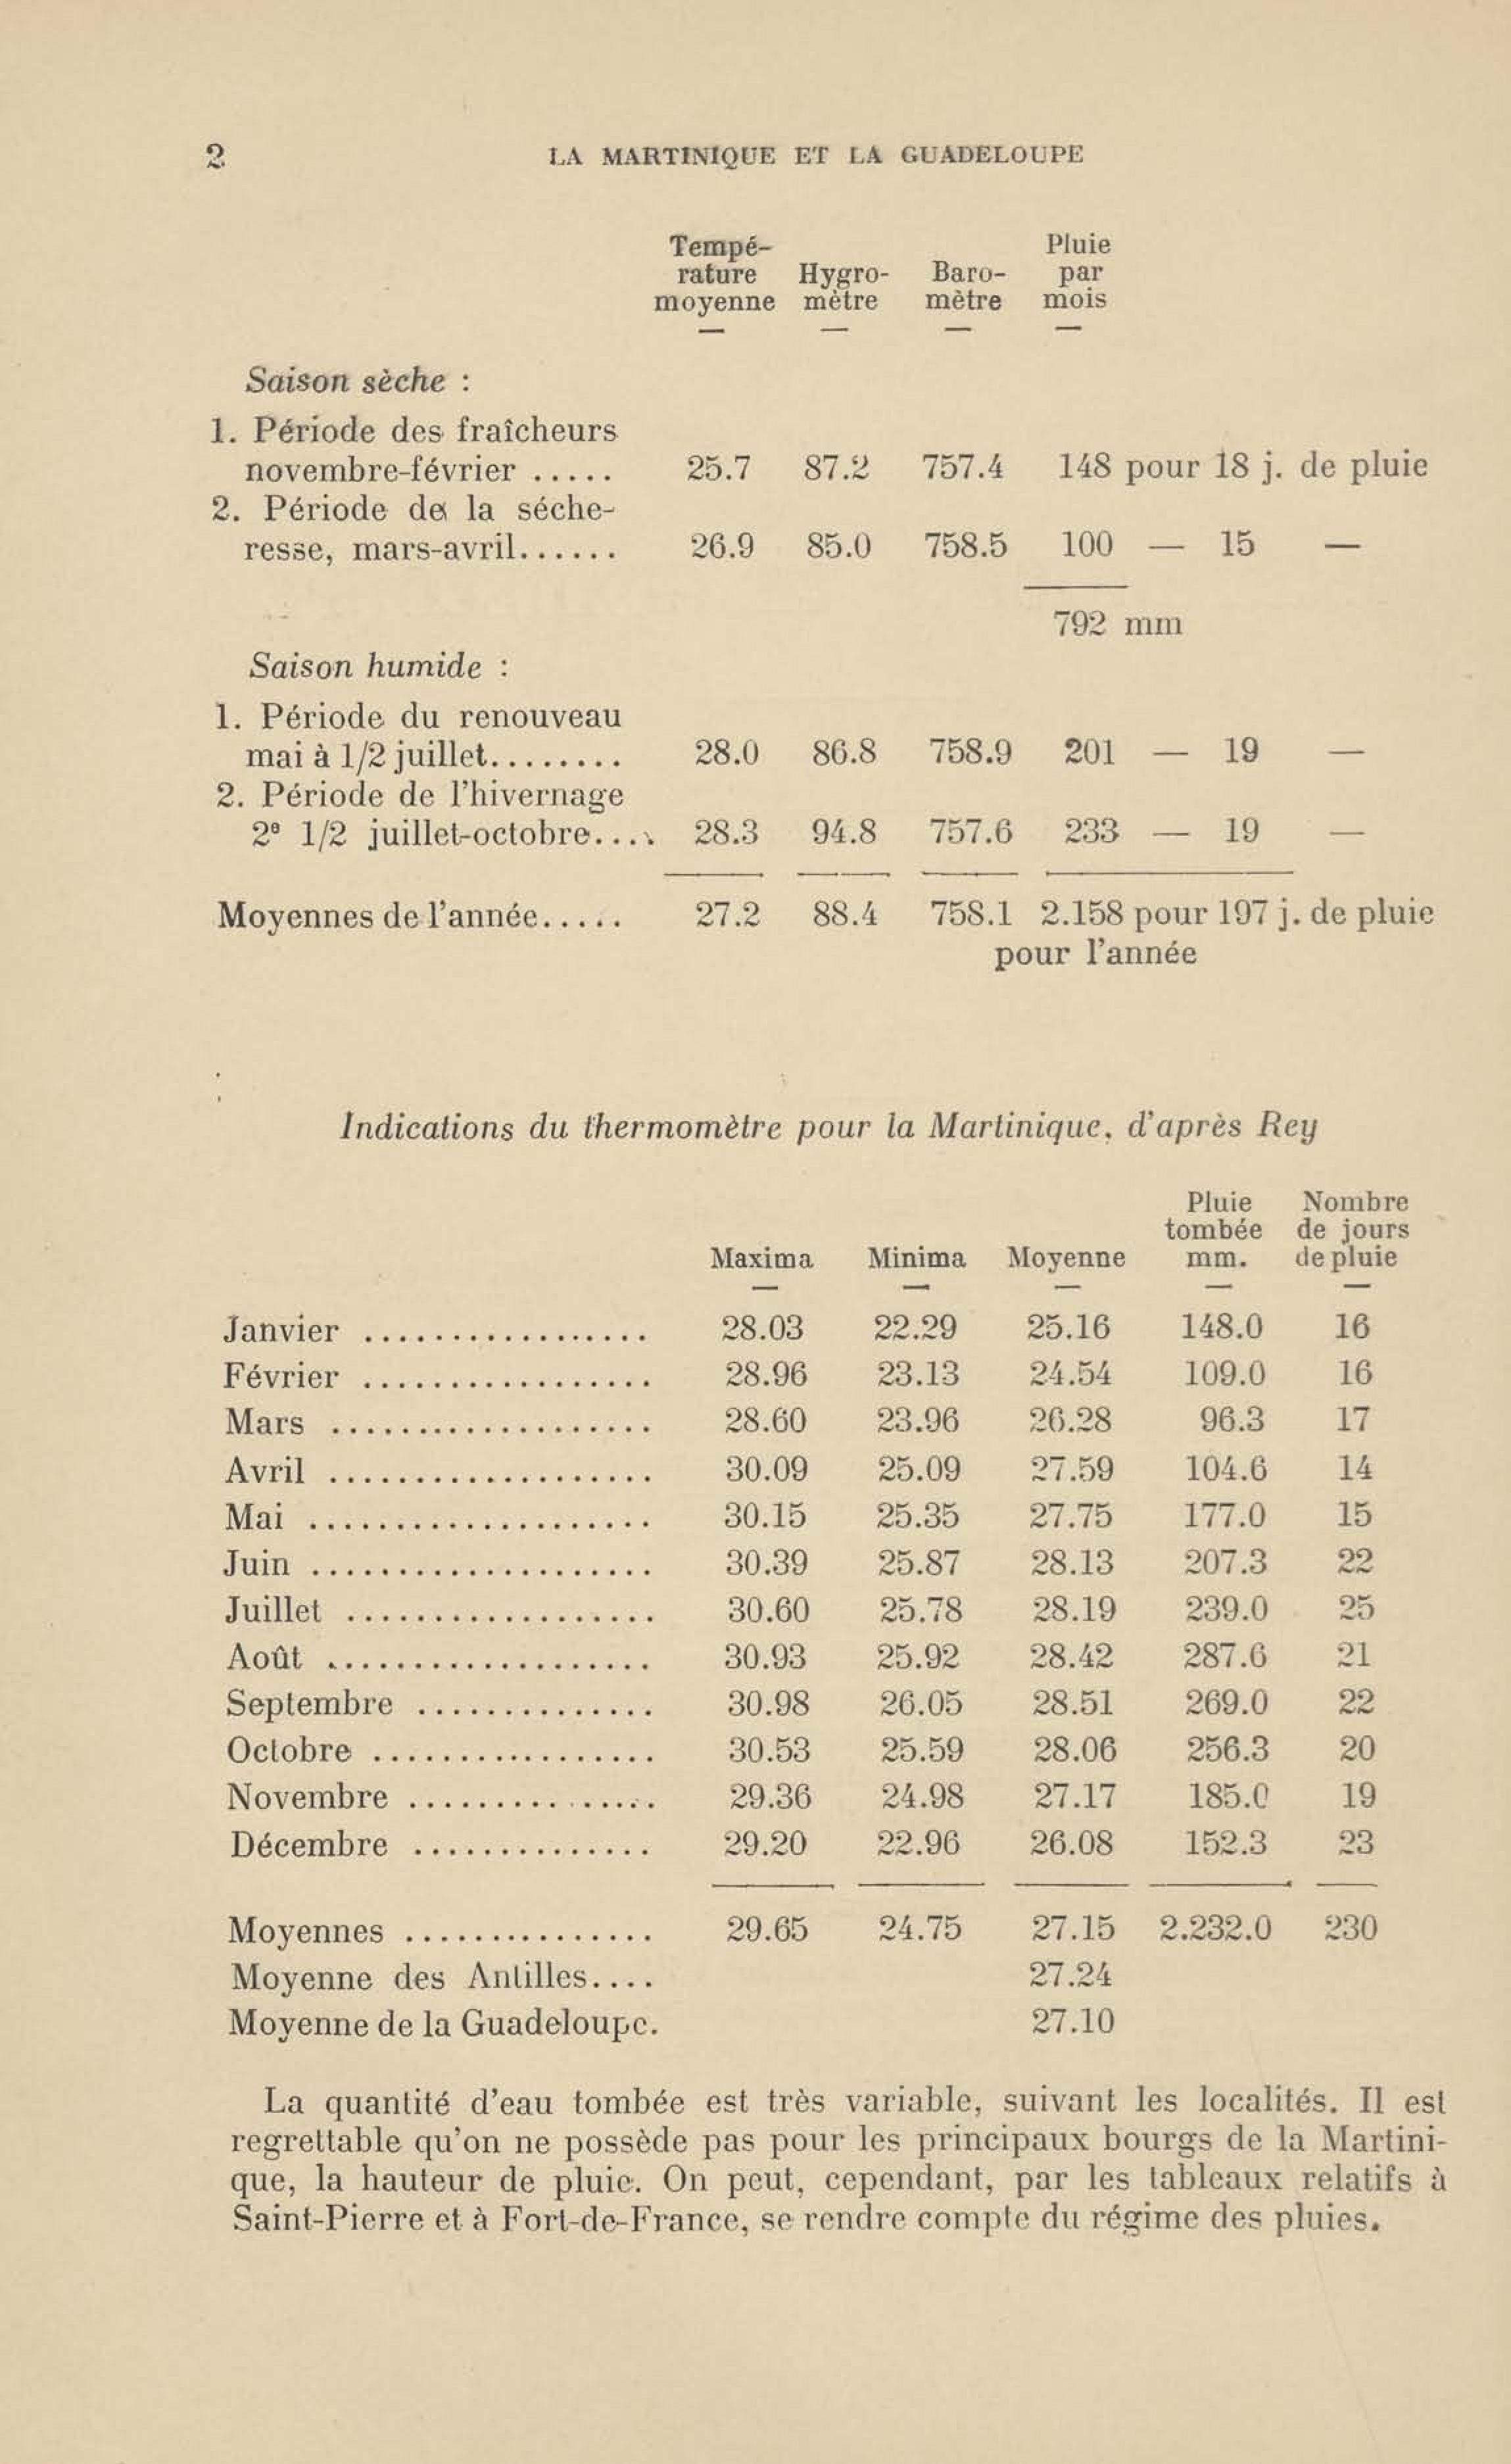 2 LA MARTINIQUE ET LA GUADELOUPE
Tempé- Pluie
rature Hygro- Baro- par
moyenne mètre mètre mois
— — — —
Saison sèche :
1. Période des fraîcheurs
novembre-février ..... 25.7 87.2 757.4 148 pour 18 j. de pluie
2. Période de la séche-
resse, mars-avril...... 26.9 85.0 758.5 100 — 15 —
792 mm
Saison humide :
1. Période du renouveau
mai à 1/2 juillet........ 28.0 86.8 758.9 201 — 19 —
2. Période de l'hivernage
2e 1/2 juillet-octobre.... 28.3 94.8 757.6 233 — 19 —
Moyennes de l'année..... 27.2 88.4 758.1 2.158 pour 197 j. de pluie
pour l'année
Indications du thermomètre pour la Martinique, d'après Rey
Pluie Nombre
tombée de jours
Maxima Minima Moyenne mm. de pluie
— — — — —
Janvier ................. 28.03 22.29 25.16 148.0 16
Février ................. 28.96 23.13 24.54 109.0 16
Mars ................... 28.60 23.96 26.28 96.3 17
Avril ................... 30.09 25.09 27.59 104.6 14
Mai .................... 30.15 25.35 27.75 177.0 15
Juin .................... 30.39 25.87 28.13 207.3 22
Juillet .................. 30.60 25.78 28.19 239.0 25
Août ................... 30.93 25.92 28.42 287.6 21
Septembre .............. 30.98 26.05 28.51 269.0 22
Octobre ................. 30.53 25.59 28.06 256.3 20
Novembre ............... 29.36 24.98 27.17 185.0 19
Décembre .............. 29.20 22.96 26.08 152.3 23
Moyennes ............... 29.65 24.75 27.15 2.232.0 230
Moyenne des Antilles.... 27.24
Moyenne de la Guadeloupe. 27.10
La quantité d'eau tombée est très variable, suivant les localités. Il est
regrettable qu'on ne possède pas pour les principaux bourgs de la Martini-
que, la hauteur de pluie. On peut, cependant, par les tableaux relatifs à
Saint-Pierre et à Fort-de-France, se rendre compte du régime des pluies.